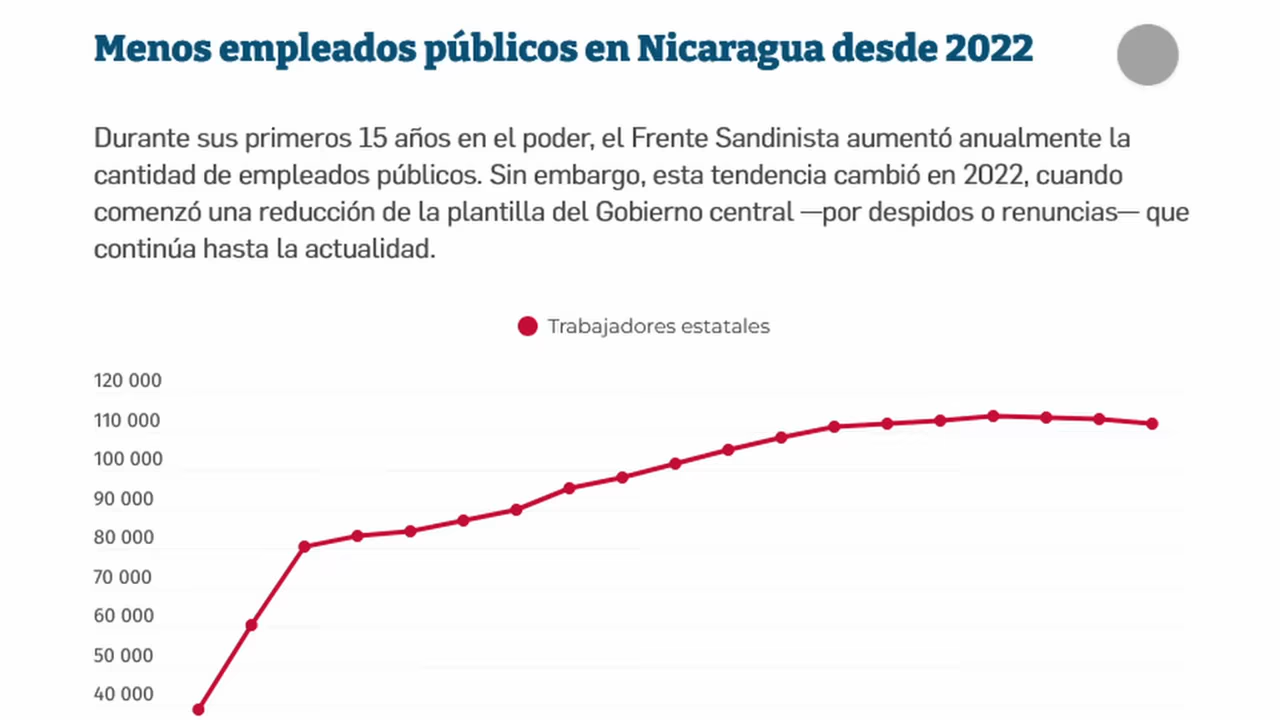 Menos empleados públicos en Nicaragua desde 2022
Durante sus primeros 15 años en el poder, el Frente Sandinista aumentó anualmente la
cantidad de empleados públicos. Sin embargo, esta tendencia cambió en 2022, cuando
comenzó una reducción de la plantilla del Gobierno central —por despidos o renuncias— que
continúa hasta la actualidad.
Trabajadores estatales
120 000
110 000
100 000
90 000
80 000
70 000
60 000
50 000
40 000